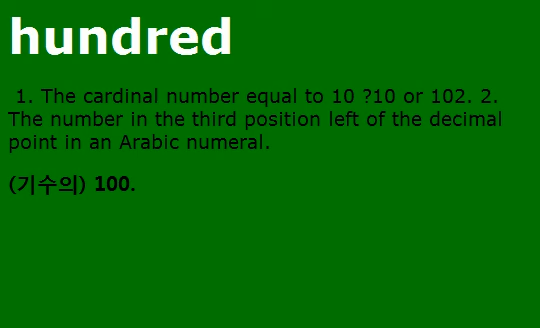 hundred
1. The cardinal number equal to 10 ?10 or 102. 2.
The number in the third position left of the decimal
point in an Arabic numeral.
(기수의) 100.